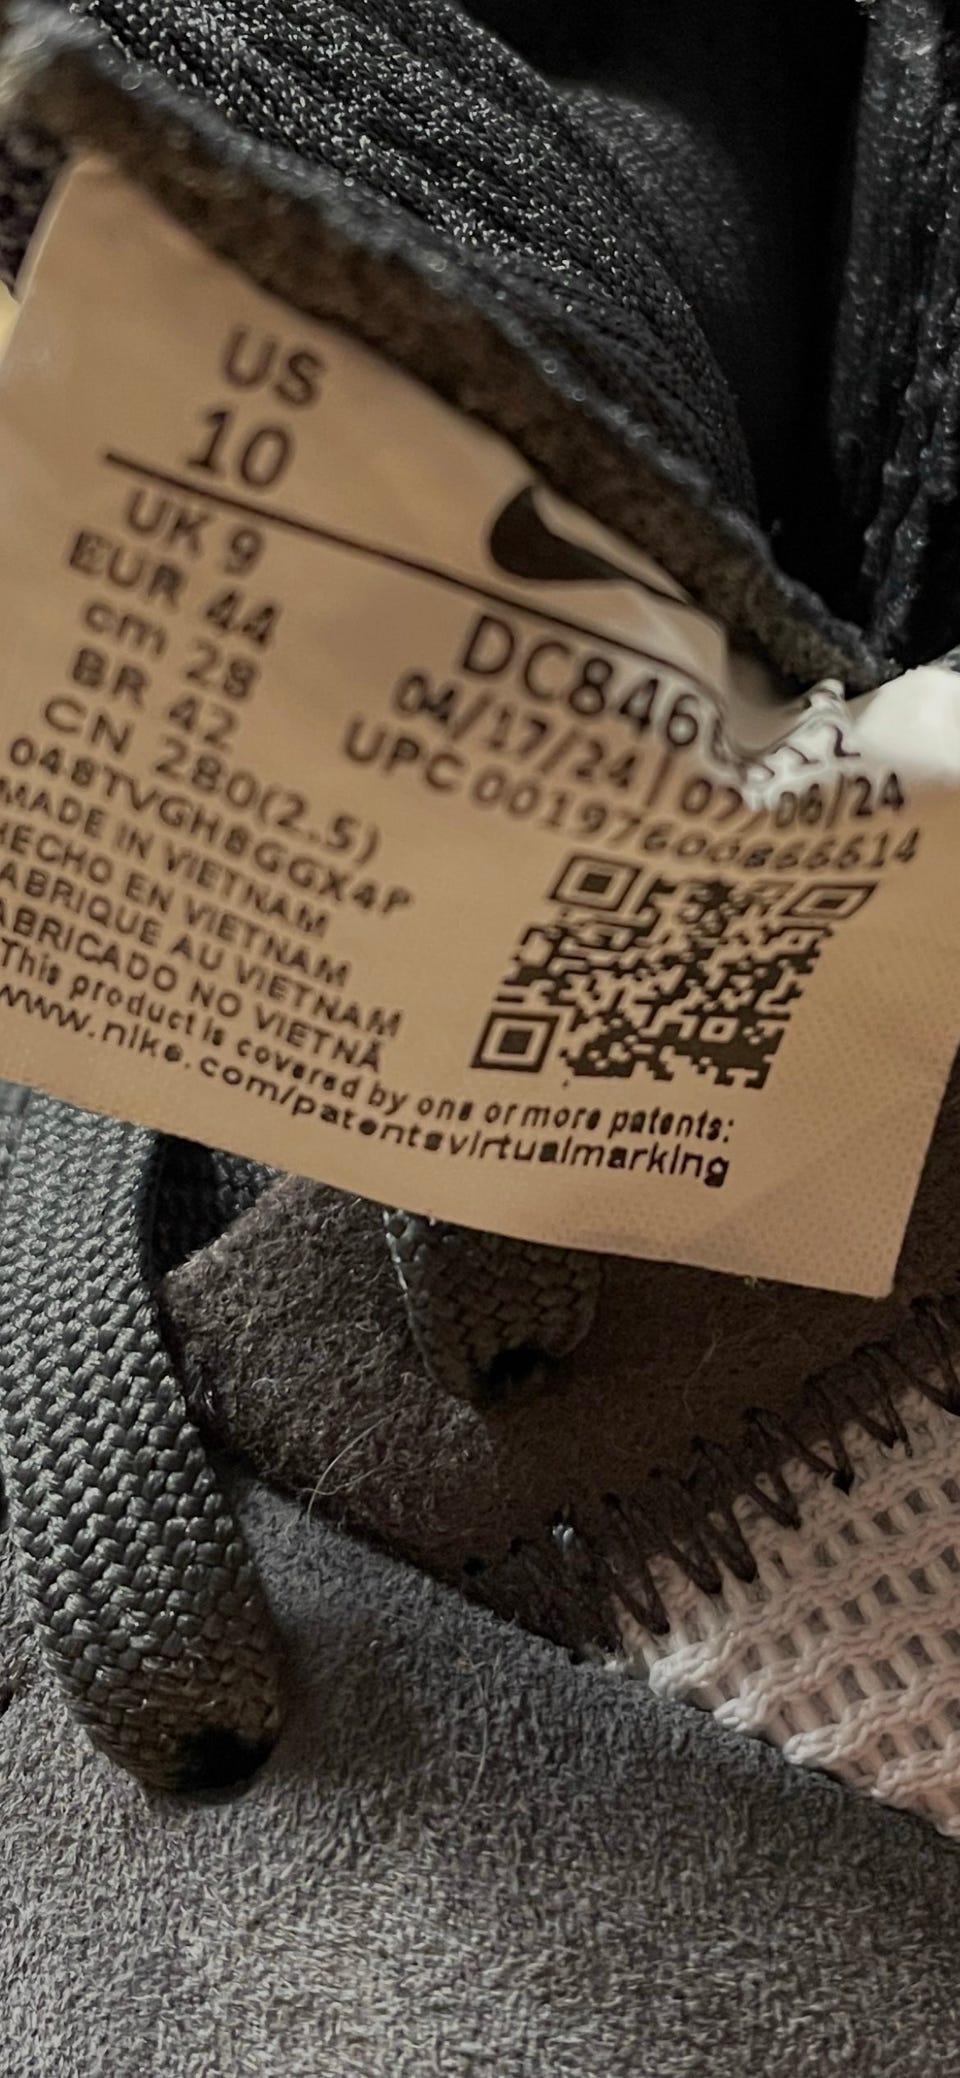 US
10
UK 9
EUR 44
cm 28
BR 42
CN 280(2.5)
048TVGH8GGX4P
MADE IN VIETNAM
HECHO EN VIETNAM
FABRIQUE AU VIETNAM
FABRICADO NO VIETNÃ
This product is covered by one or more patents:
www.nike.com/patentsvirtualmarking
04/17/24
UPC